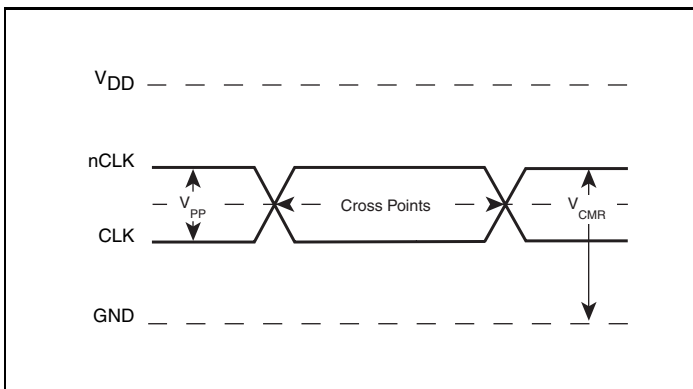 VDD
nCLK
VPP
Cross Points
VCMR
CLK
GND